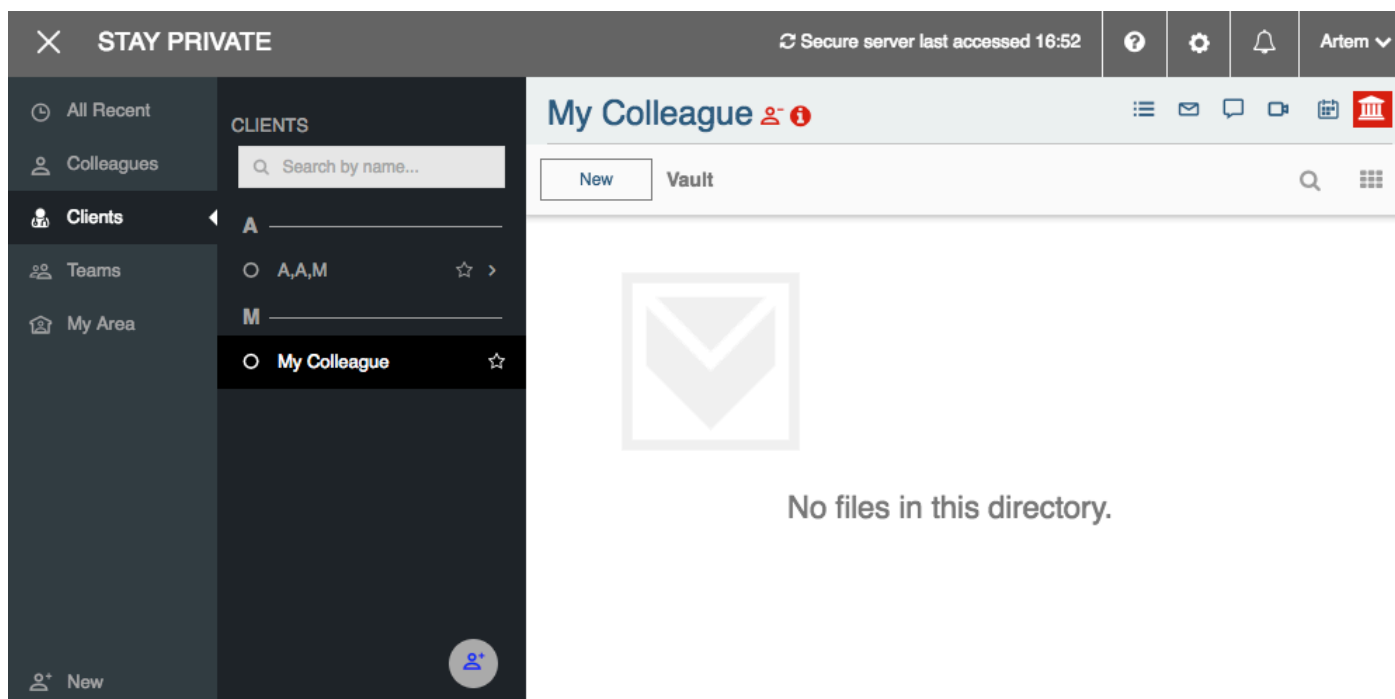 STAY PRIVATE
Secure server last accessed 16:52
Artem
All Recent
Colleagues
Clients
Teams
My Area
New
CLIENTS
Search by name...
A
A,A,M
M
My Colleague
My Colleague
New
Vault
No files in this directory.